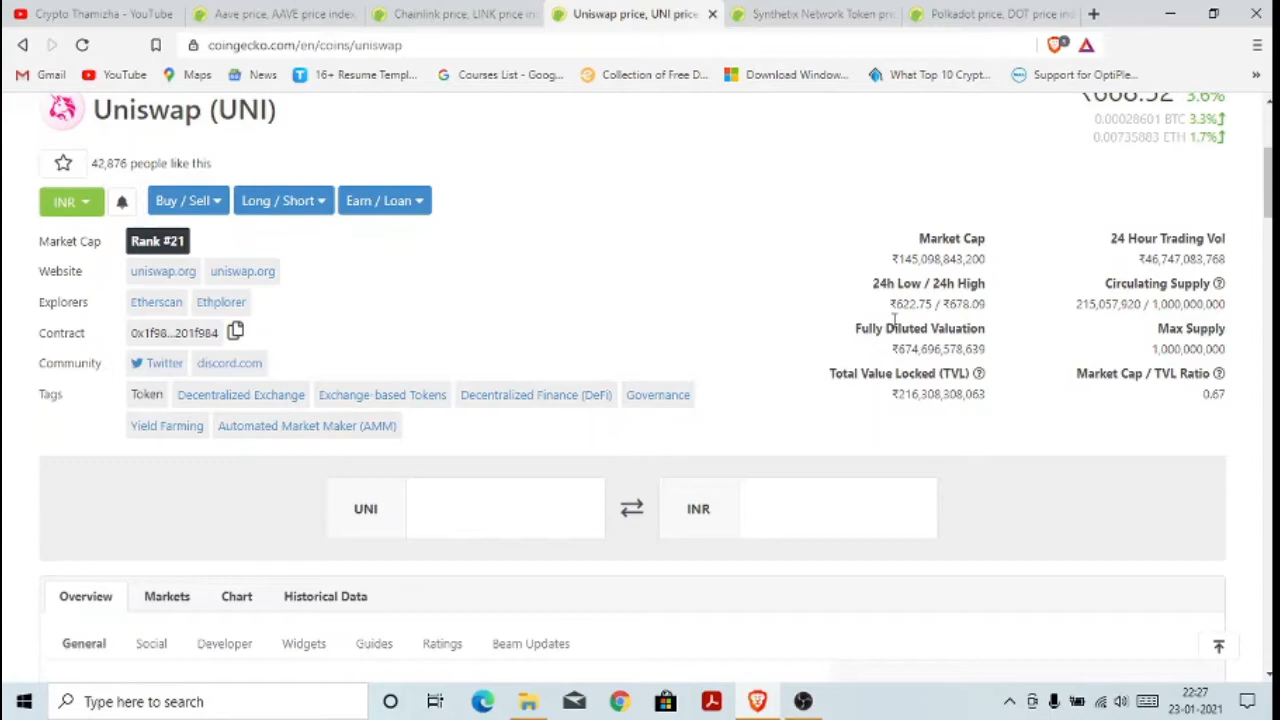 Crypto Thamizha - YouTube
Aave price, AAVE price index,
Chainlink price, LINK price in
Uniswap price, UNI price
Synthetix Network Token pri
Polkadot price, DOT price ind
coingecko.com/en/coins/uniswap
Gmail
YouTube
Maps
News
16+ Resume Templ...
Courses List - Goog...
Collection of Free D...
Download Window...
What Top 10 Crypt...
Support for OptiPle...
»
Uniswap (UNI)
₹668.52 3.6%
0.00028601 BTC 3.3%
0.00735883 ETH 1.7%
42,876 people like this
INR
Buy / Sell
Long / Short
Earn / Loan
Market Cap Rank #21
Website uniswap.org uniswap.org
Explorers Etherscan Ethplorer
Contract 0x1f98...201f984
Community Twitter discord.com
Tags Token Decentralized Exchange Exchange-based Tokens Decentralized Finance (DeFi) Governance
Yield Farming Automated Market Maker (AMM)
Market Cap
₹145,098,843,200
24 Hour Trading Vol
₹46,747,083,768
24h Low / 24h High
₹622.75 / ₹678.09
Circulating Supply
215,057,920 / 1,000,000,000
Fully Diluted Valuation
₹674,696,578,639
Max Supply
1,000,000,000
Total Value Locked (TVL)
₹216,308,308,063
Market Cap / TVL Ratio
0.67
UNI
INR
Overview Markets Chart Historical Data
General Social Developer Widgets Guides Ratings Beam Updates
Type here to search
22:27
23-01-2021